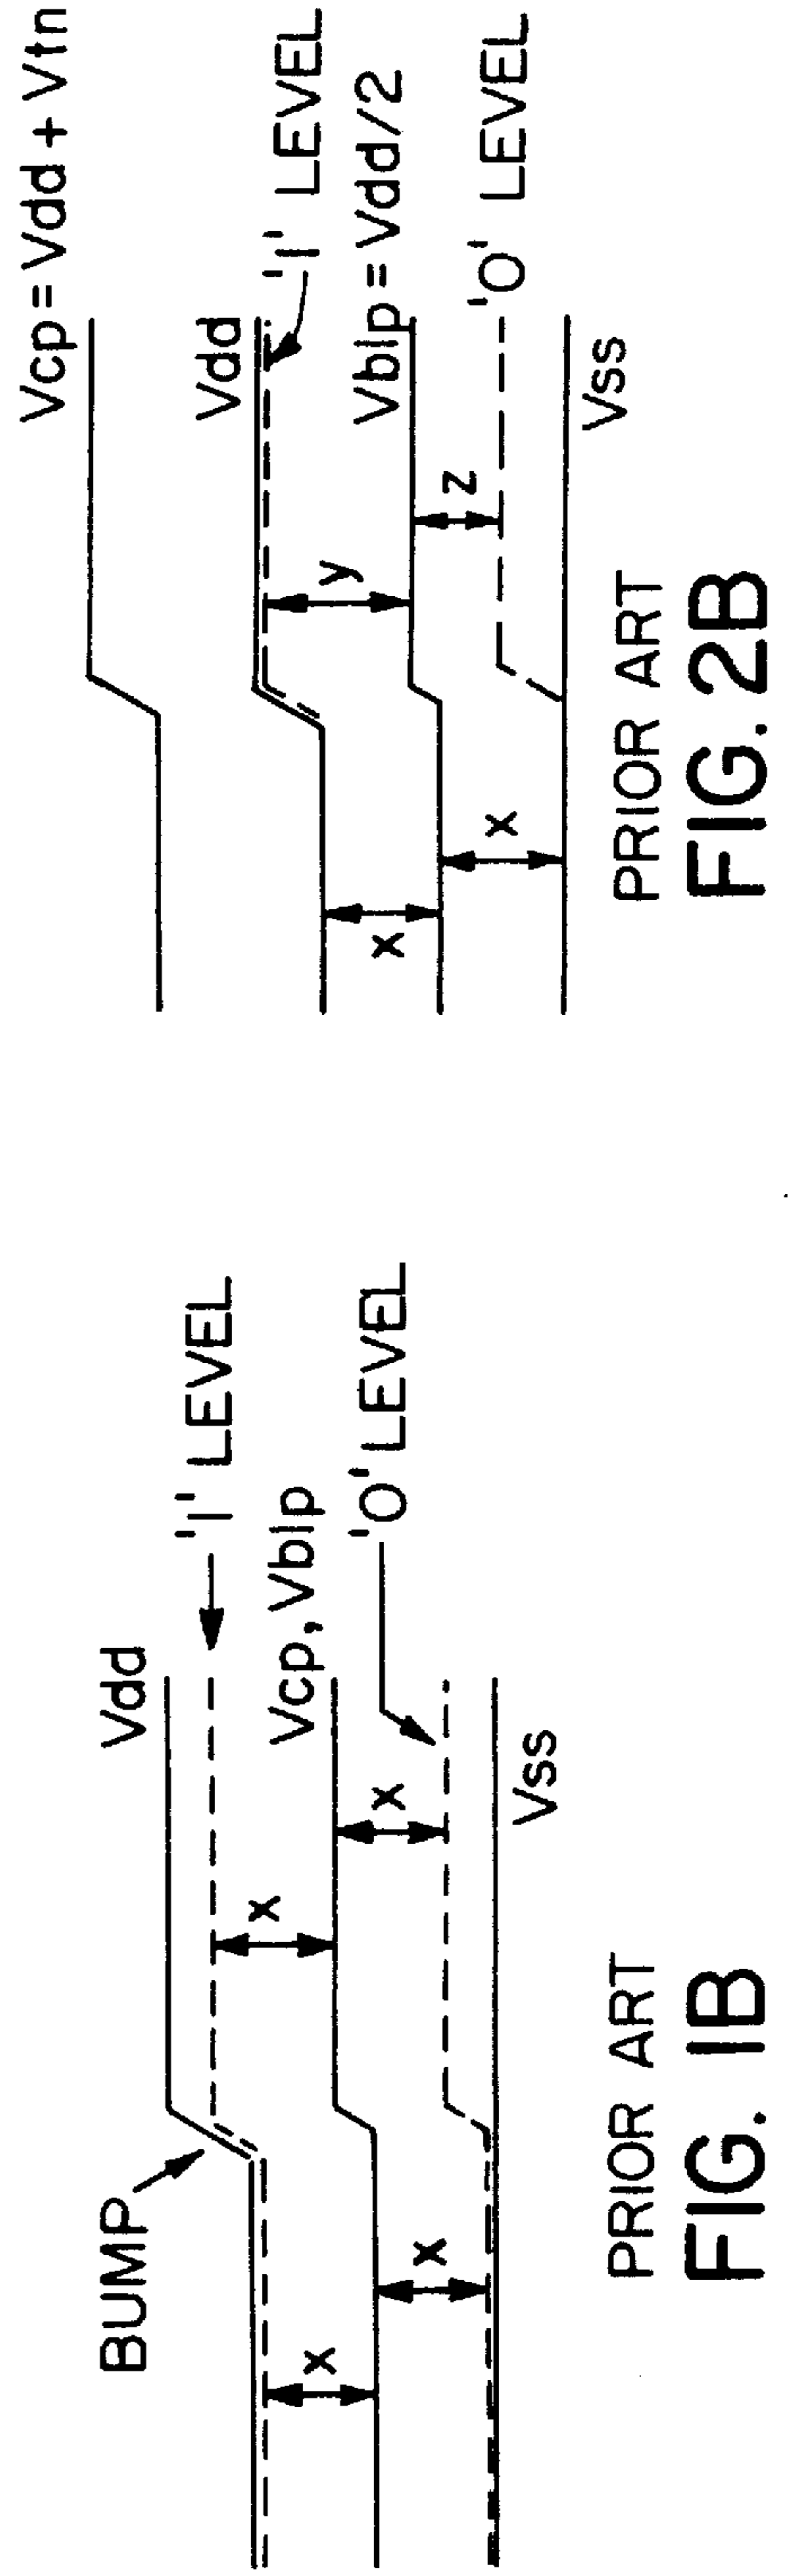 BUMP
Vdd
'1' LEVEL
Vcp, Vblp
'0' LEVEL
Vss
x
x
x
x
PRIOR ART
FIG. 1B
Vcp = Vdd + Vtn
Vdd
'1' LEVEL
Vblp = Vdd/2
'0' LEVEL
Vss
x
x
y
z
PRIOR ART
FIG. 2B